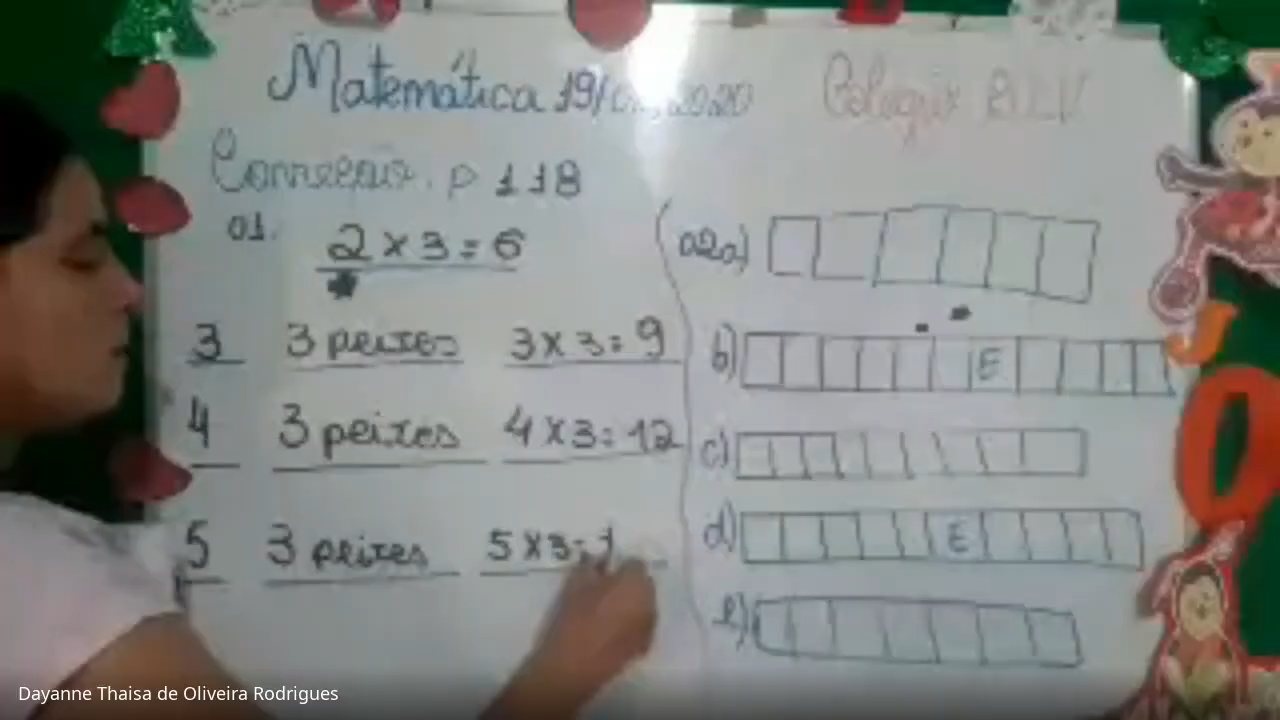 Matemática 19/ 2020 Colégio
Correção. p 118
01. 2 x 3 = 6
3 3 peixes 3 x 3 = 9
4 3 peixes 4 x 3 = 12
5 3 peixes 5 x 3 = 1
02a)
b) E
c)
d) E
e)
Dayanne Thaisa de Oliveira Rodrigues